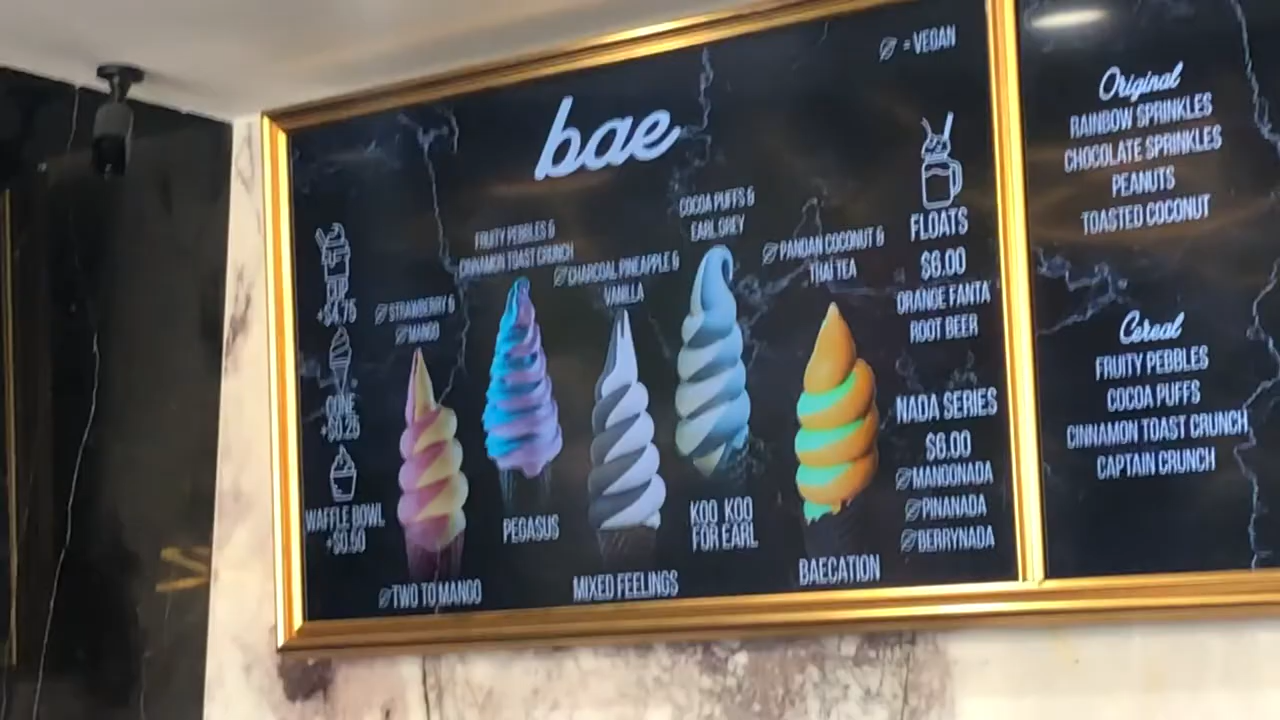 = VEGAN
bae
CUP
+$4.75
CONE
+$0.25
WAFFLE BOWL
+$0.50
STRAWBERRY &
MANGO
TWO TO MANGO
FRUITY PEBBLES &
CINNAMON TOAST CRUNCH
PEGASUS
CHARCOAL PINEAPPLE &
VANILLA
MIXED FEELINGS
COCOA PUFFS &
EARL GREY
KOO KOO
FOR EARL
PANDAN COCONUT &
THAI TEA
BAECATION
FLOATS
$6.00
ORANGE FANTA
ROOT BEER
NADA SERIES
$6.00
MANGONADA
PINANADA
BERRYNADA
Original
RAINBOW SPRINKLES
CHOCOLATE SPRINKLES
PEANUTS
TOASTED COCONUT
Cereal
FRUITY PEBBLES
COCOA PUFFS
CINNAMON TOAST CRUNCH
CAPTAIN CRUNCH